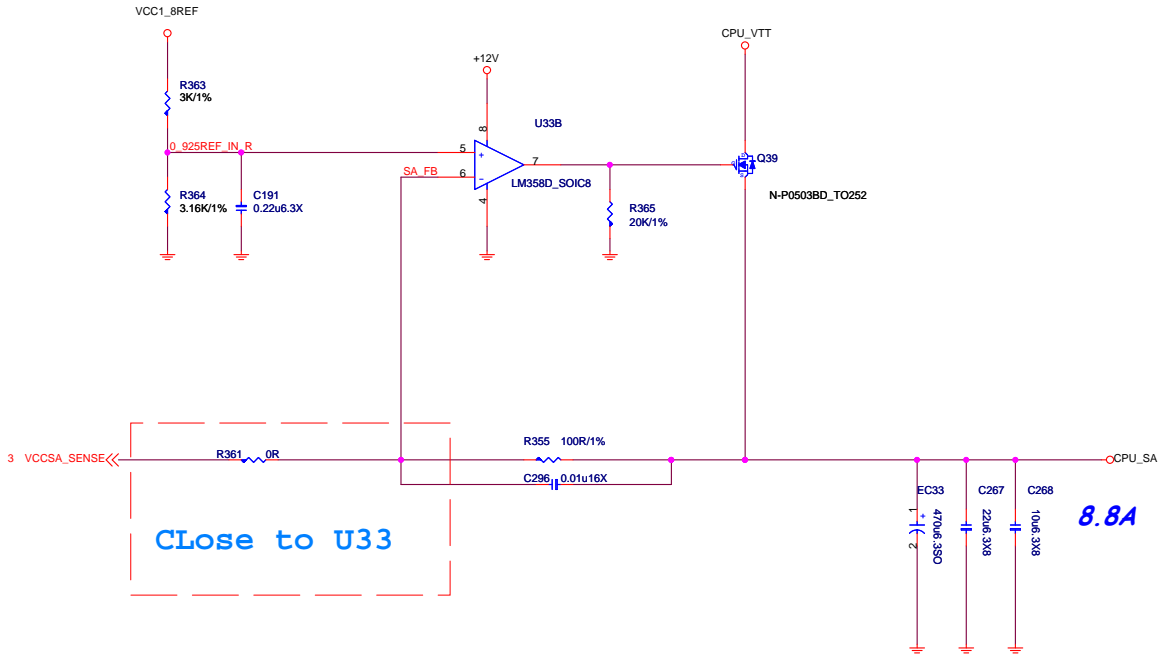 VCC1_8REF
CPU_VTT
+12V
R363
3K/1%
U33B
8
0_925REF_IN_R
5
+
7
Q39
SA_FB
6
-
LM358D_SOIC8
4
R364
3.16K/1%
C191
0.22u6.3X
R365
20K/1%
N-P0503BD_TO252
3 VCCSA_SENSE
R361 0R
R355 100R/1%
CPU_SA
C296 0.01u16X
EC33
C267
C268
1
+
2
470u6.3SO
22u6.3X8
10u6.3X8
8.8A
CLose to U33